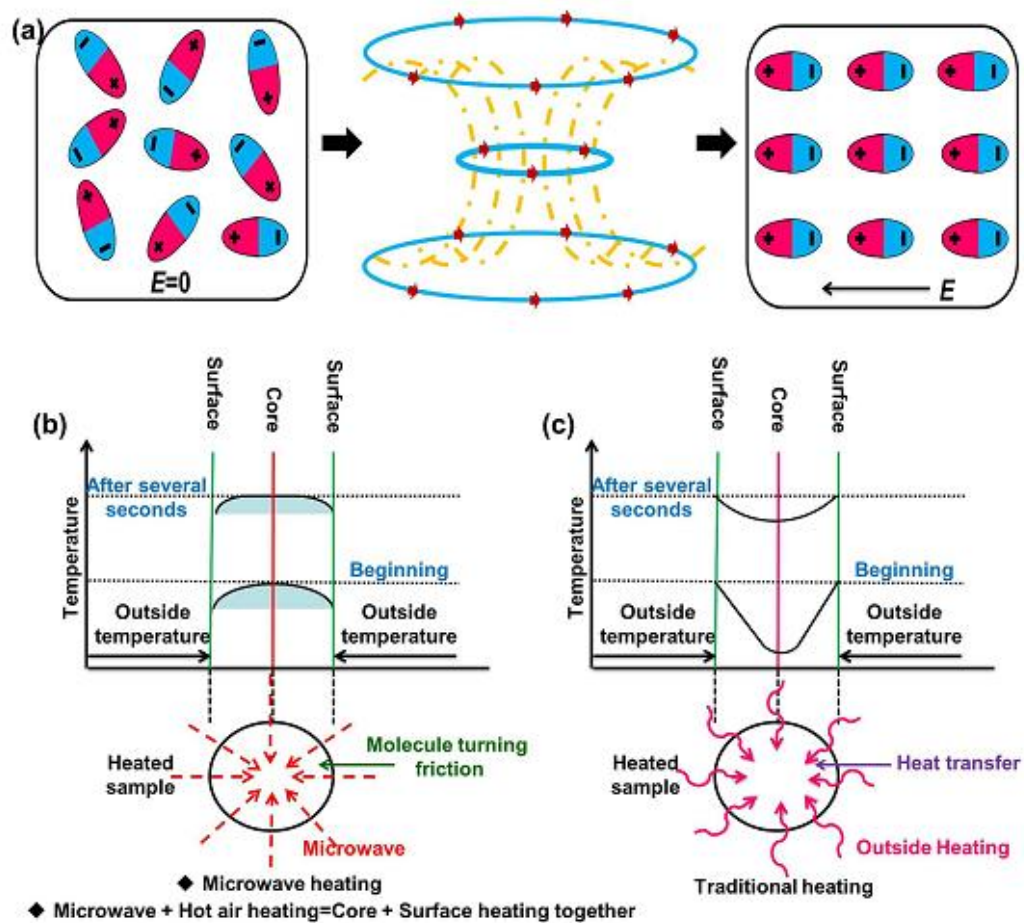 (a)
E=0
E
(b)
Surface
Core
Surface
Temperature
After several
seconds
Beginning
Outside
temperature
Outside
temperature
Heated
sample
Molecule turning
friction
Microwave
◆ Microwave heating
◆ Microwave + Hot air heating=Core + Surface heating together
(c)
Surface
Core
Surface
Temperature
After several
seconds
Beginning
Outside
temperature
Outside
temperature
Heated
sample
Heat transfer
Outside Heating
Traditional heating